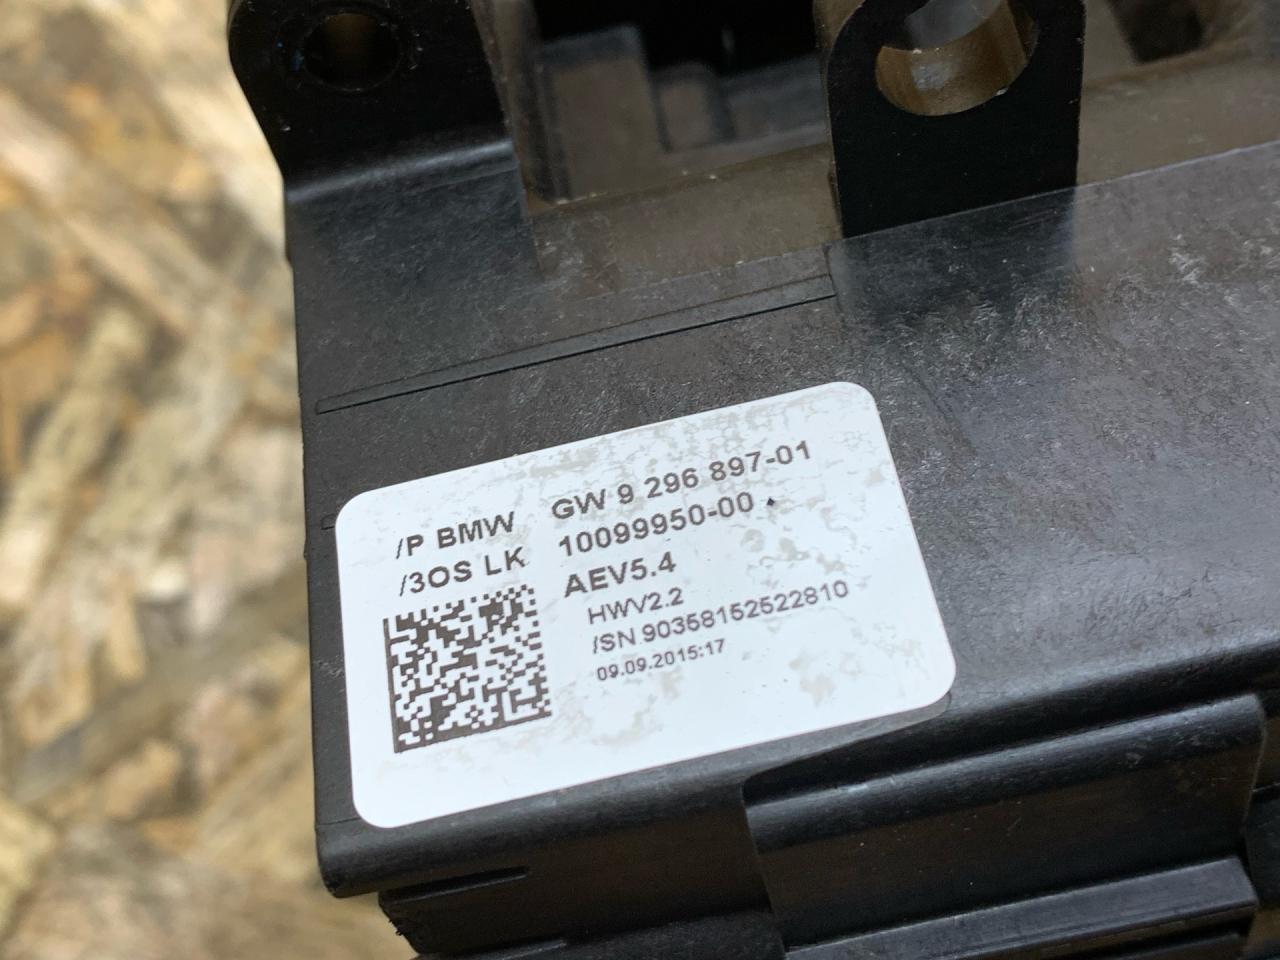 /P BMW GW 9 296 897-01
/3OS LK 10099950-00
AEV5.4
HWV2.2
/SN 90358152522810
09.09.2015:17